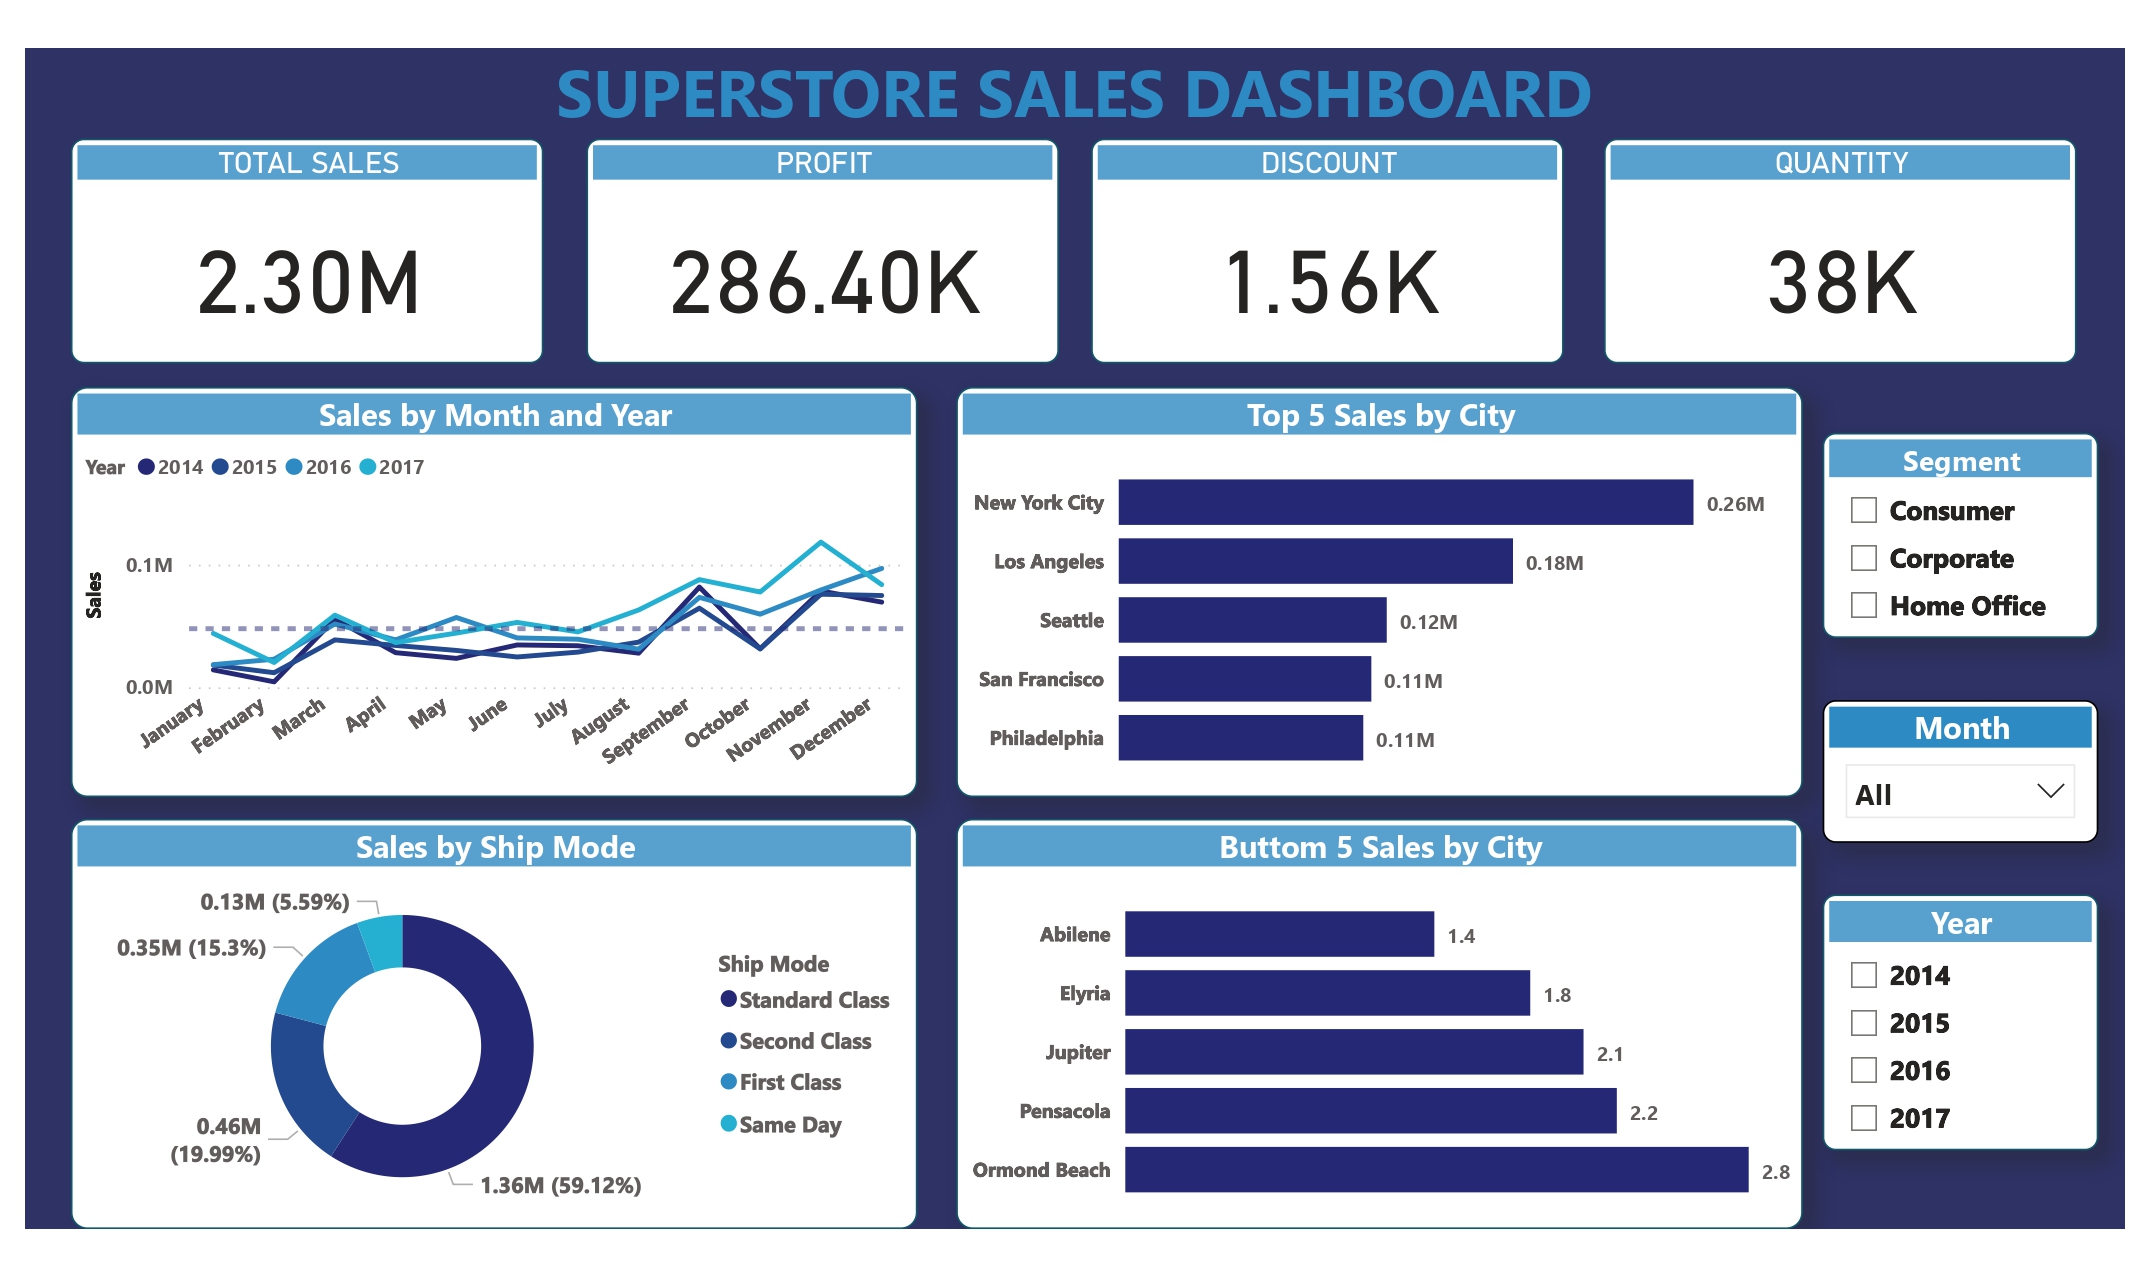 SUPERSTORE SALES DASHBOARD
TOTAL SALES
2.30M
PROFIT
286.40K
DISCOUNT
1.56K
QUANTITY
38K
Sales by Month and Year
Year 2014 2015 2016 2017
Sales
0.1M
0.0M
January
February
March
April
May
June
July
August
September
October
November
December
Top 5 Sales by City
New York City 0.26M
Los Angeles 0.18M
Seattle 0.12M
San Francisco 0.11M
Philadelphia 0.11M
Segment
Consumer
Corporate
Home Office
Month
All
Sales by Ship Mode
0.13M (5.59%)
0.35M (15.3%)
0.46M
(19.99%)
1.36M (59.12%)
Ship Mode
Standard Class
Second Class
First Class
Same Day
Buttom 5 Sales by City
Abilene 1.4
Elyria 1.8
Jupiter 2.1
Pensacola 2.2
Ormond Beach 2.8
Year
2014
2015
2016
2017